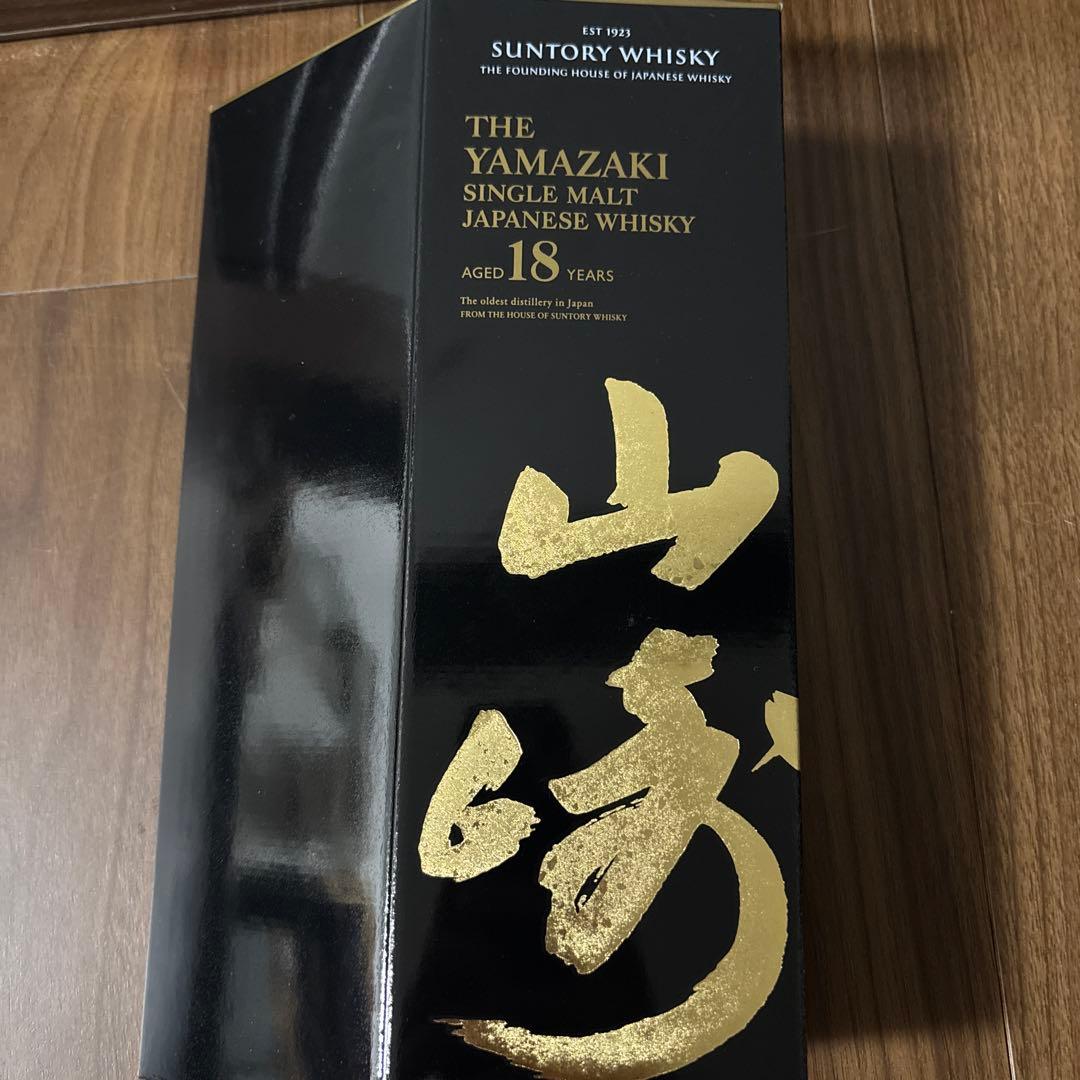 EST 1923
SUNTORY WHISKY
THE FOUNDING HOUSE OF JAPANESE WHISKY
THE
YAMAZAKI
SINGLE MALT
JAPANESE WHISKY
AGED 18 YEARS
The oldest distillery in Japan
FROM THE HOUSE OF SUNTORY WHISKY
山
崎